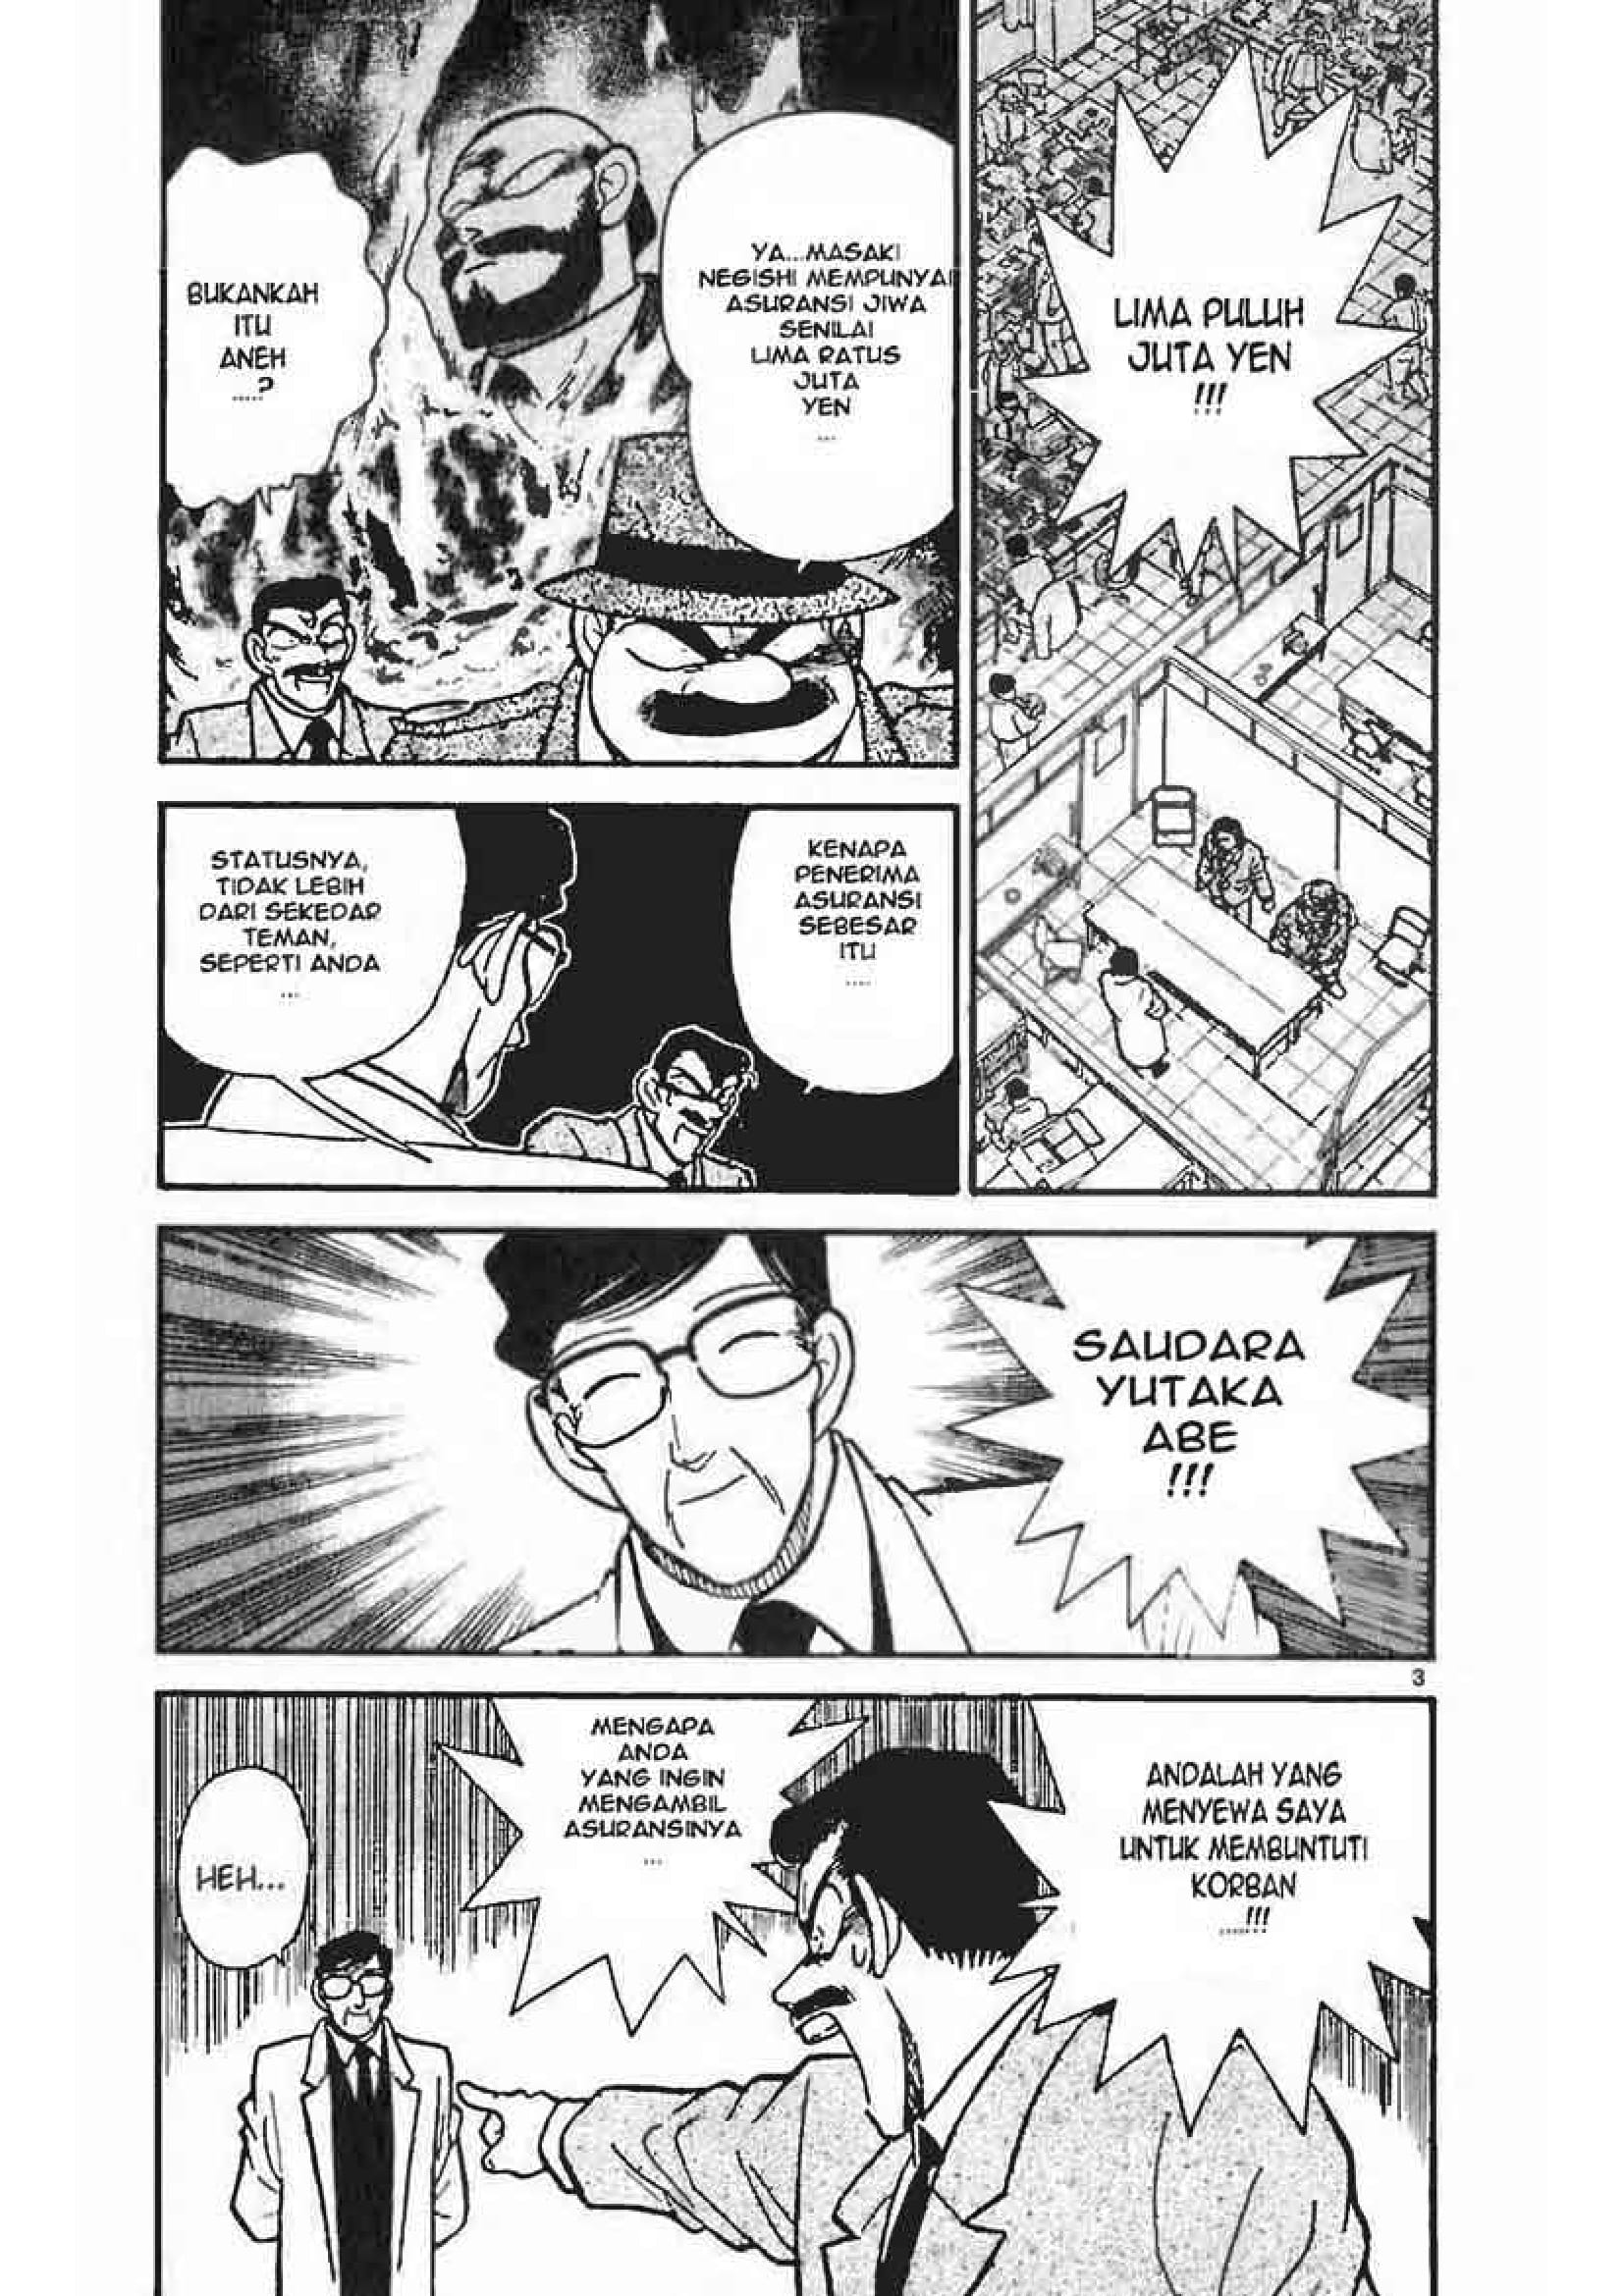 LIMA PULUH
JUTA YEN
!!!
YA...MASAKI
NEGISHI MEMPUNYAI
ASURANSI JIWA
SENILAI
LIMA RATUS
JUTA
YEN
...
BUKANKAH
ITU
ANEH
.....?
KENAPA
PENERIMA
ASURANSI
SEBESAR
ITU
....
STATUSNYA,
TIDAK LEBIH
DARI SEKEDAR
TEMAN,
SEPERTI ANDA
...
SAUDARA
YUTAKA
ABE
!!!
3
ANDALAH YANG
MENYEWA SAYA
UNTUK MEMBUNTUTI
KORBAN
.......!!!
MENGAPA
ANDA
YANG INGIN
MENGAMBIL
ASURANSINYA
...
HEH...